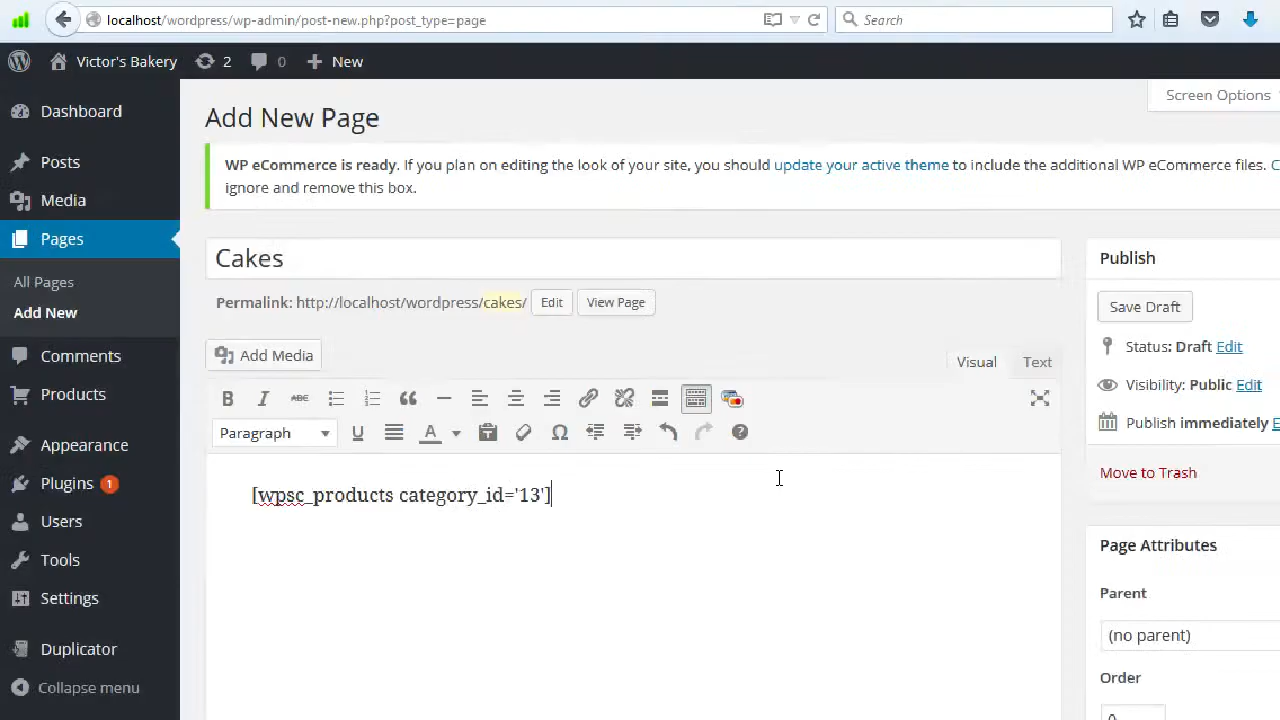 localhost/wordpress/wp-admin/post-new.php?post_type=page
Search
Victor's Bakery
2
0
New
Screen Options
Dashboard
Posts
Media
Pages
All Pages
Add New
Comments
Products
Appearance
Plugins 1
Users
Tools
Settings
Duplicator
Collapse menu
Add New Page
WP eCommerce is ready. If you plan on editing the look of your site, you should update your active theme to include the additional WP eCommerce files. C
ignore and remove this box.
Cakes
Permalink: http://localhost/wordpress/cakes/ Edit View Page
Add Media
Visual Text
B I ABC
Paragraph U A Ω
[wpsc_products category_id='13']
Publish
Save Draft
Status: Draft Edit
Visibility: Public Edit
Publish immediately E
Move to Trash
Page Attributes
Parent
(no parent)
Order